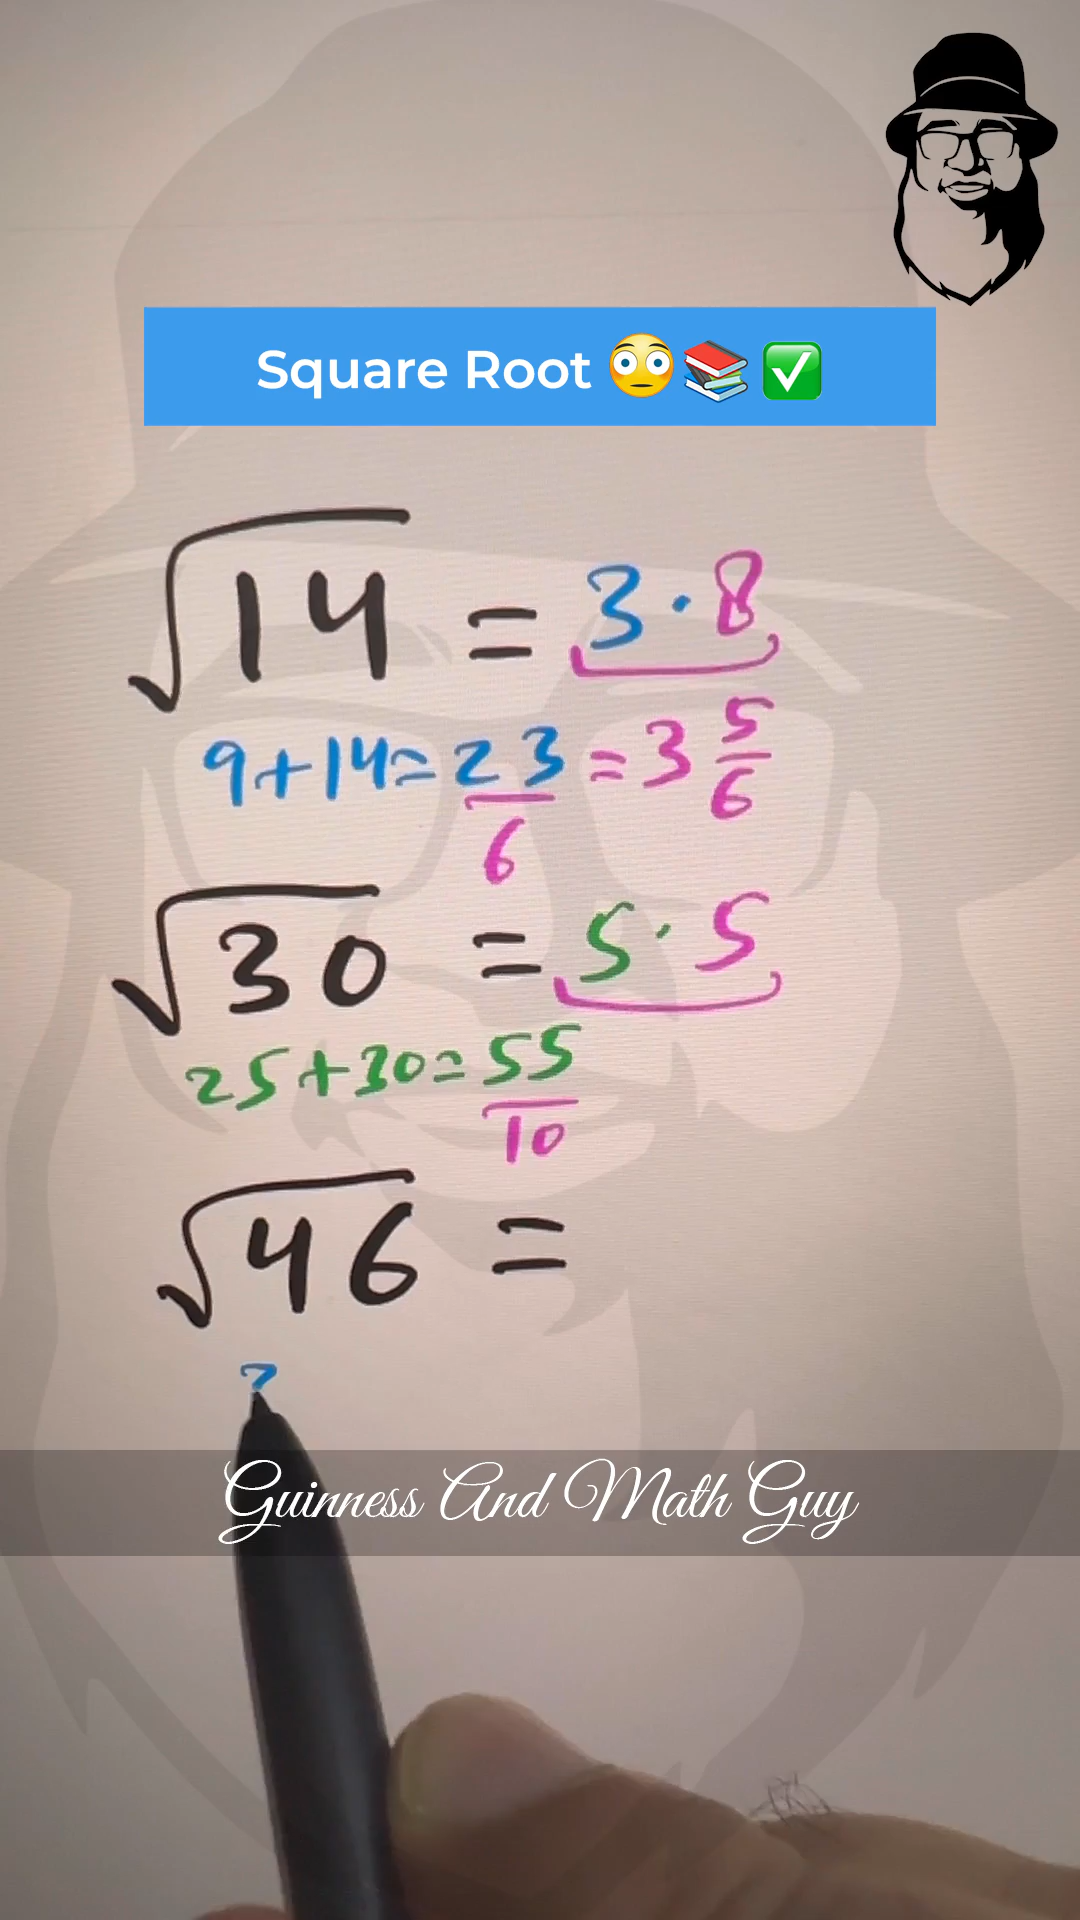 Square Root 😳📚✅
√14 = 3.8
9+14=23/6 = 3 5/6
√30 = 5.5
25+30=55/10
√46 =
Guinness And Math Guy